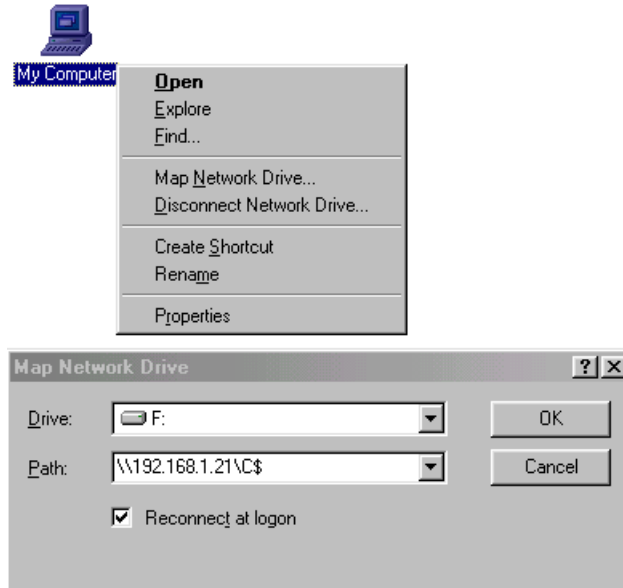 My Computer
Open
Explore
Find...
Map Network Drive...
Disconnect Network Drive...
Create Shortcut
Rename
Properties
Map Network Drive ? ×
Drive: F: OK
Path: \\192.168.1.21\C$ Cancel
Reconnect at logon